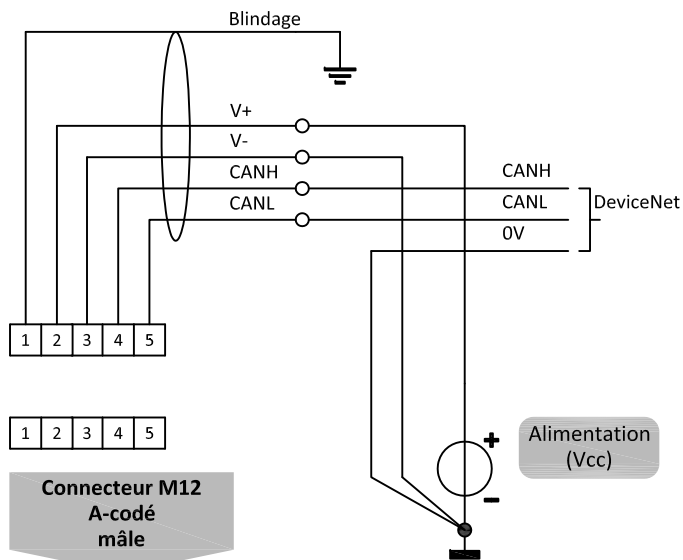 Blindage
V+
V-
CANH
CANL
CANH
CANL
0V
DeviceNet
1 2 3 4 5
1 2 3 4 5
+
Alimentation
(Vcc)
-
Connecteur M12
A-codé
mâle